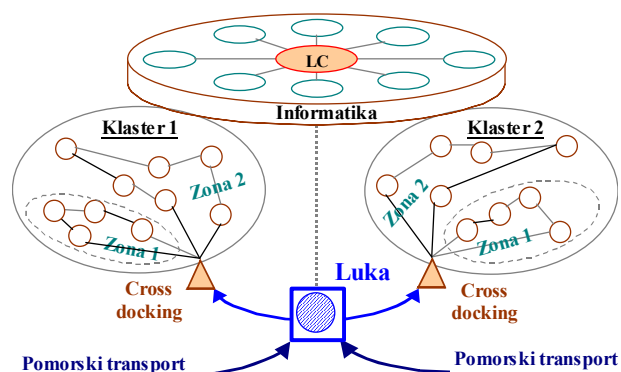 LC
Informatika
Klaster 1
Klaster 2
Zona 2
Zona 2
Zona 1
Zona 1
Luka
Cross
docking
Cross
docking
Pomorski transport
Pomorski transport